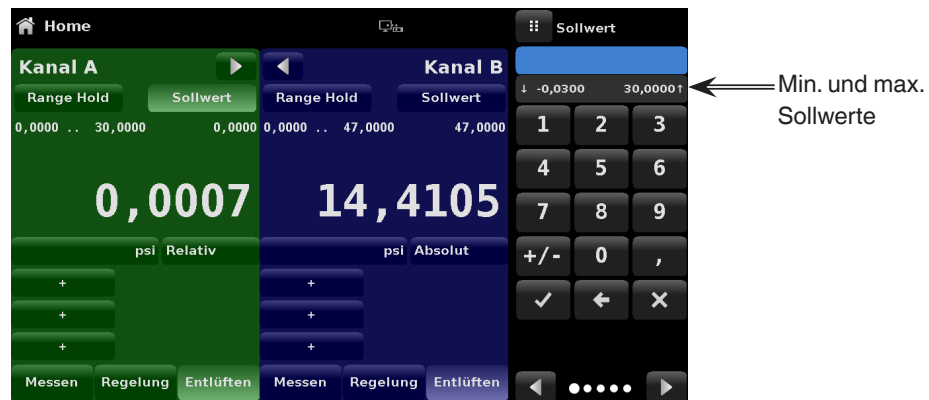 Home
Kanal A
Range Hold Sollwert
0,0000 .. 30,0000 0,0000
0,0007
psi Relativ
+
+
+
Messen Regelung Entlüften
Kanal B
Range Hold Sollwert
0,0000 .. 47,0000 47,0000
14,4105
psi Absolut
+
+
+
Messen Regelung Entlüften
Sollwert
↓ -0,0300 30,0000↑
1 2 3
4 5 6
7 8 9
+/- 0 ,
Min. und max.
Sollwerte